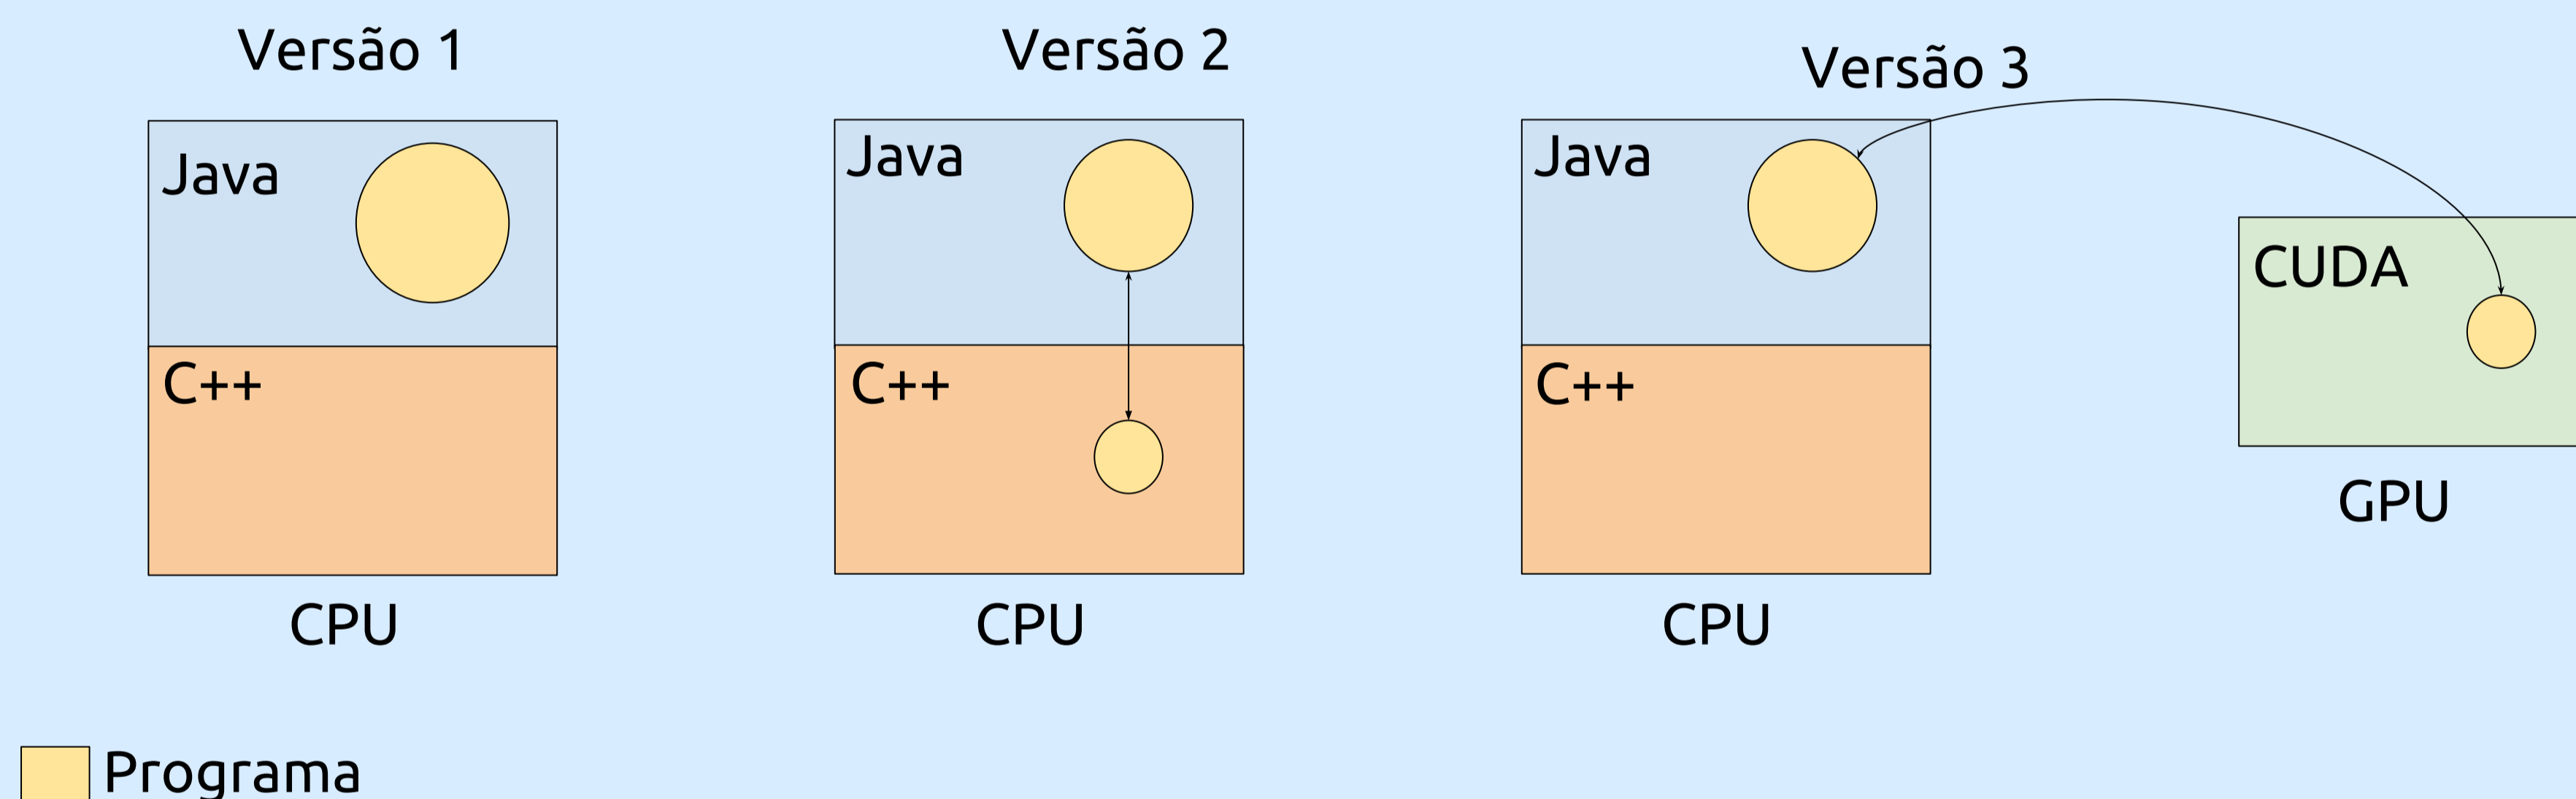 Versão 1
Java
C++
CPU
Versão 2
Java
C++
CPU
Versão 3
Java
C++
CPU
CUDA
GPU
Programa